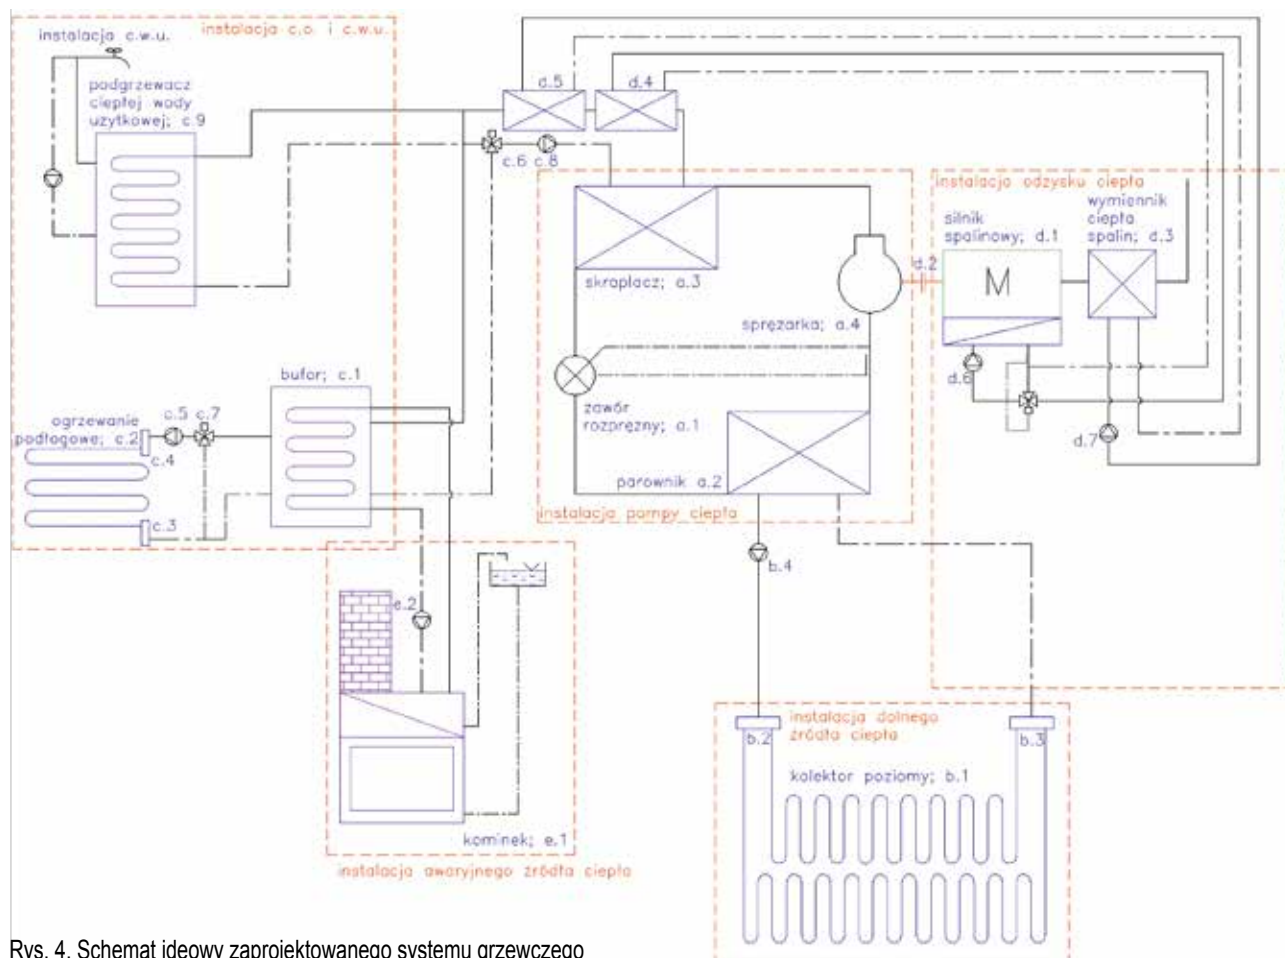 instalacja c.o. i c.w.u.
instalacja c.w.u.
podgrzewacz
ciepłej wody
użytkowej; c.9
d.5
d.4
c.6
c.8
instalacja odzysku ciepła
silnik
spalinowy; d.1
wymiennik
ciepła
spalin; d.3
d.2
M
skraplacz; a.3
sprężarka; a.4
d.6
d.7
zawór
rozprężny; a.1
parownik a.2
instalacja pompy ciepła
bufor; c.1
c.5
c.7
ogrzewanie
podłogowe; c.2
c.4
c.3
b.4
e.2
kominek; e.1
instalacja awaryjnego źródła ciepła
instalacja dolnego
źródła ciepła
b.2
b.3
kolektor poziomy; b.1
Rys. 4. Schemat ideowy zaprojektowanego systemu grzewczego